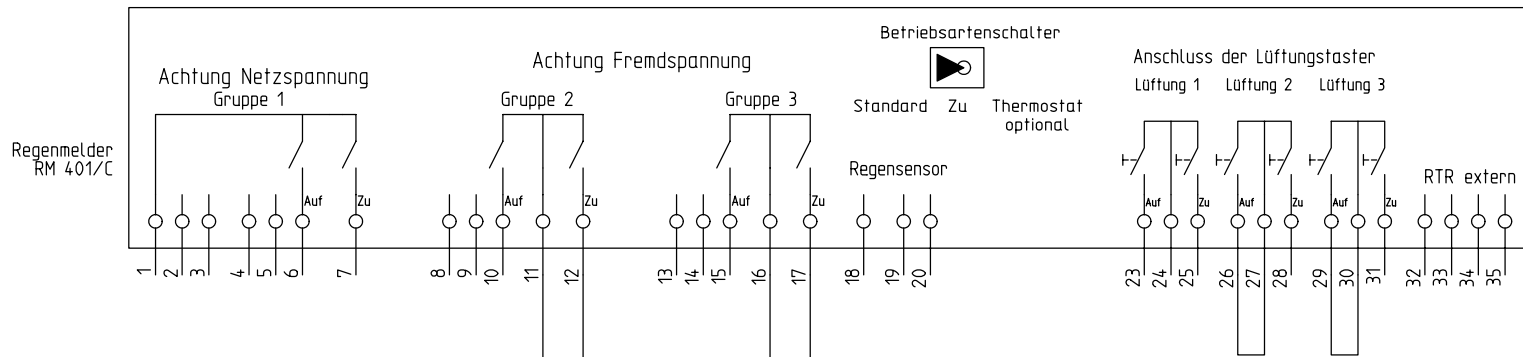 Betriebsartenschalter
Achtung Netzspannung
Achtung Fremdspannung
Anschluss der Lüftungstaster
Gruppe 1
Gruppe 2
Gruppe 3
Standard Zu Thermostat
optional
Lüftung 1 Lüftung 2 Lüftung 3
Regenmelder
RM 401/C
Regensensor
RTR extern
Auf Zu
Auf Zu
Auf Zu
Auf Zu
Auf Zu
Auf Zu
1 2 3 4 5 6 7
8 9 10 11 12
13 14 15 16 17
18 19 20
23 24 25 26 27 28 29 30 31
32 33 34 35